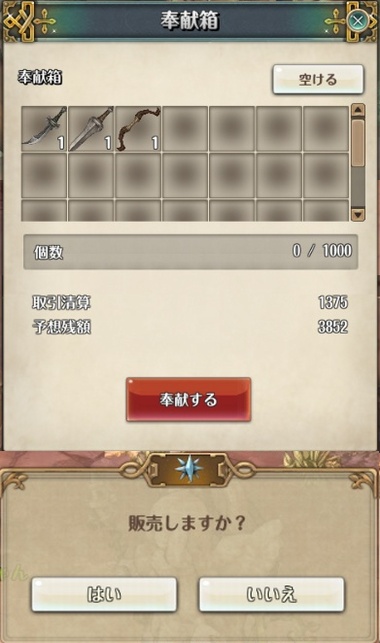 奉献箱
奉献箱
空ける
1 1 1
個数 0 / 1000
取引清算 1375
予想残額 3852
奉献する
販売しますか？
はい いいえ